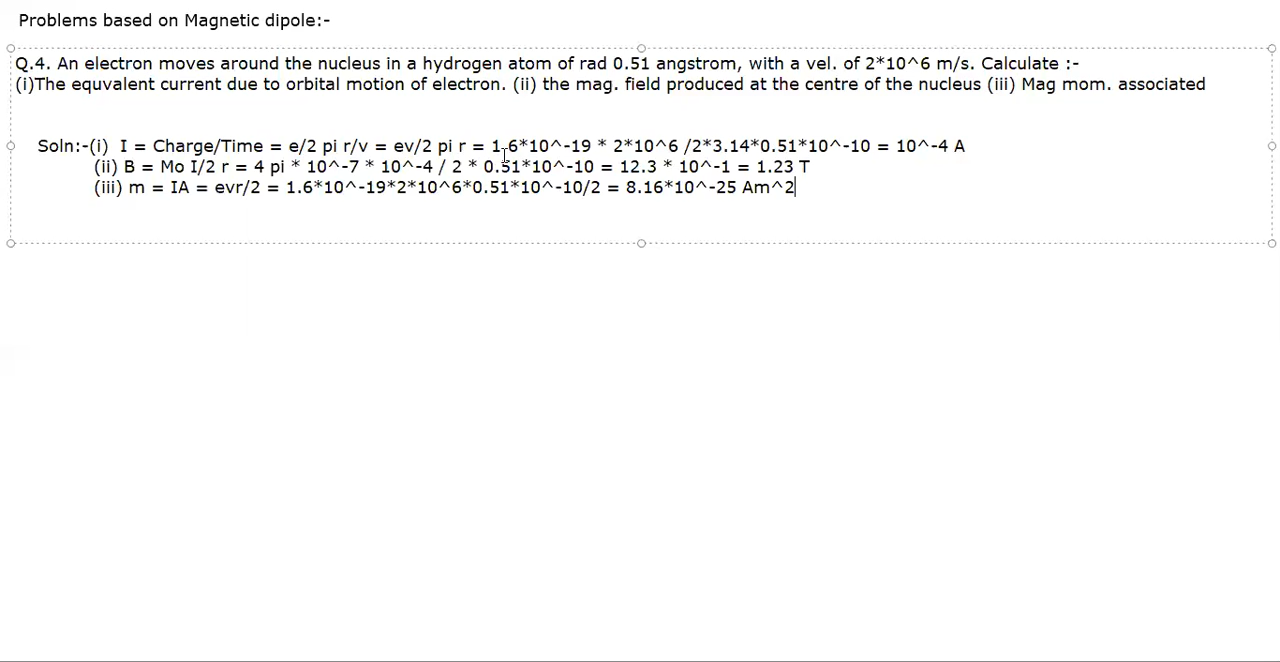 Problems based on Magnetic dipole:-
Q.4. An electron moves around the nucleus in a hydrogen atom of rad 0.51 angstrom, with a vel. of 2*10^6 m/s. Calculate :-
(i)The equvalent current due to orbital motion of electron. (ii) the mag. field produced at the centre of the nucleus (iii) Mag mom. associated
Soln:-(i) I = Charge/Time = e/2 pi r/v = ev/2 pi r = 1.6*10^-19 * 2*10^6 /2*3.14*0.51*10^-10 = 10^-4 A
(ii) B = Mo I/2 r = 4 pi * 10^-7 * 10^-4 / 2 * 0.51*10^-10 = 12.3 * 10^-1 = 1.23 T
(iii) m = IA = evr/2 = 1.6*10^-19*2*10^6*0.51*10^-10/2 = 8.16*10^-25 Am^2